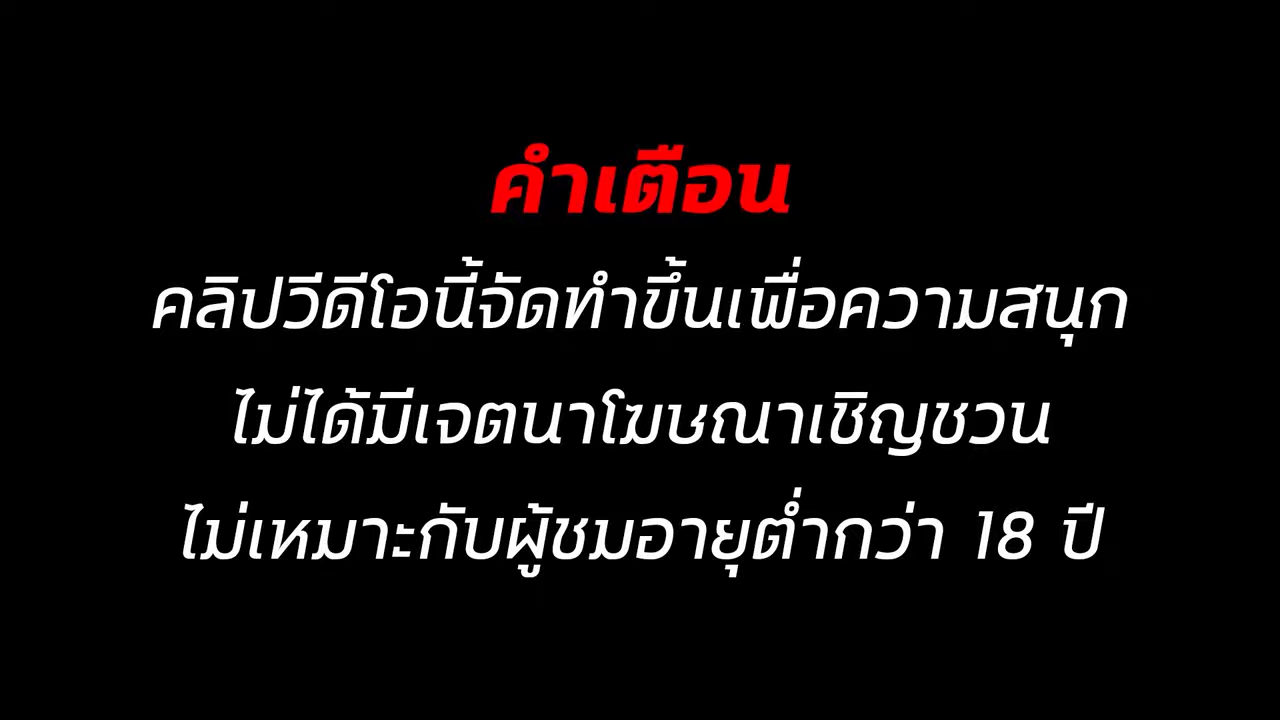 คำเตือน
คลิปวีดีโอนี้จัดทำขึ้นเพื่อความสนุก
ไม่ได้มีเจตนาโฆษณาเชิญชวน
ไม่เหมาะกับผู้ชมอายุต่ำกว่า 18 ปี